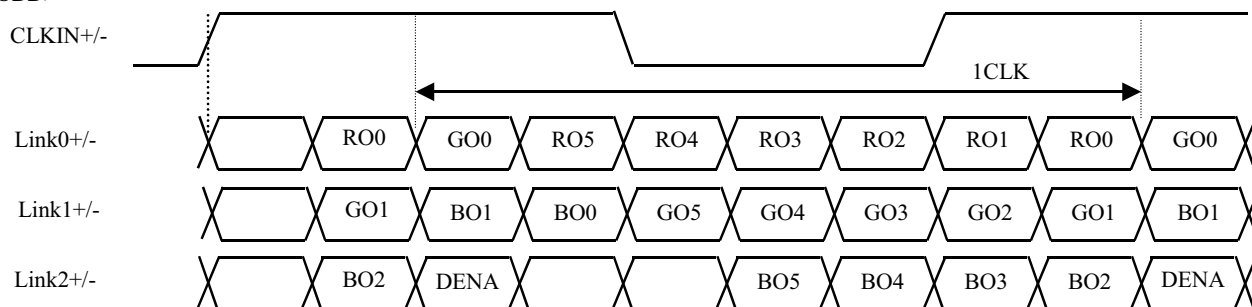 CLKIN+/-
1CLK
Link0+/- RO0 GO0 RO5 RO4 RO3 RO2 RO1 RO0 GO0
Link1+/- GO1 BO1 BO0 GO5 GO4 GO3 GO2 GO1 BO1
Link2+/- BO2 DENA BO5 BO4 BO3 BO2 DENA